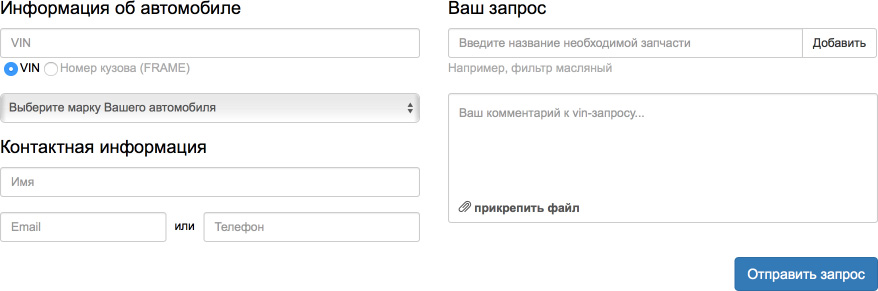 Информация об автомобиле
VIN
VIN Номер кузова (FRAME)
Выберите марку Вашего автомобиля
Контактная информация
Имя
Email или Телефон
Ваш запрос
Введите название необходимой запчасти Добавить
Например, фильтр масляный
Ваш комментарий к vin-запросу...
прикрепить файл
Отправить запрос